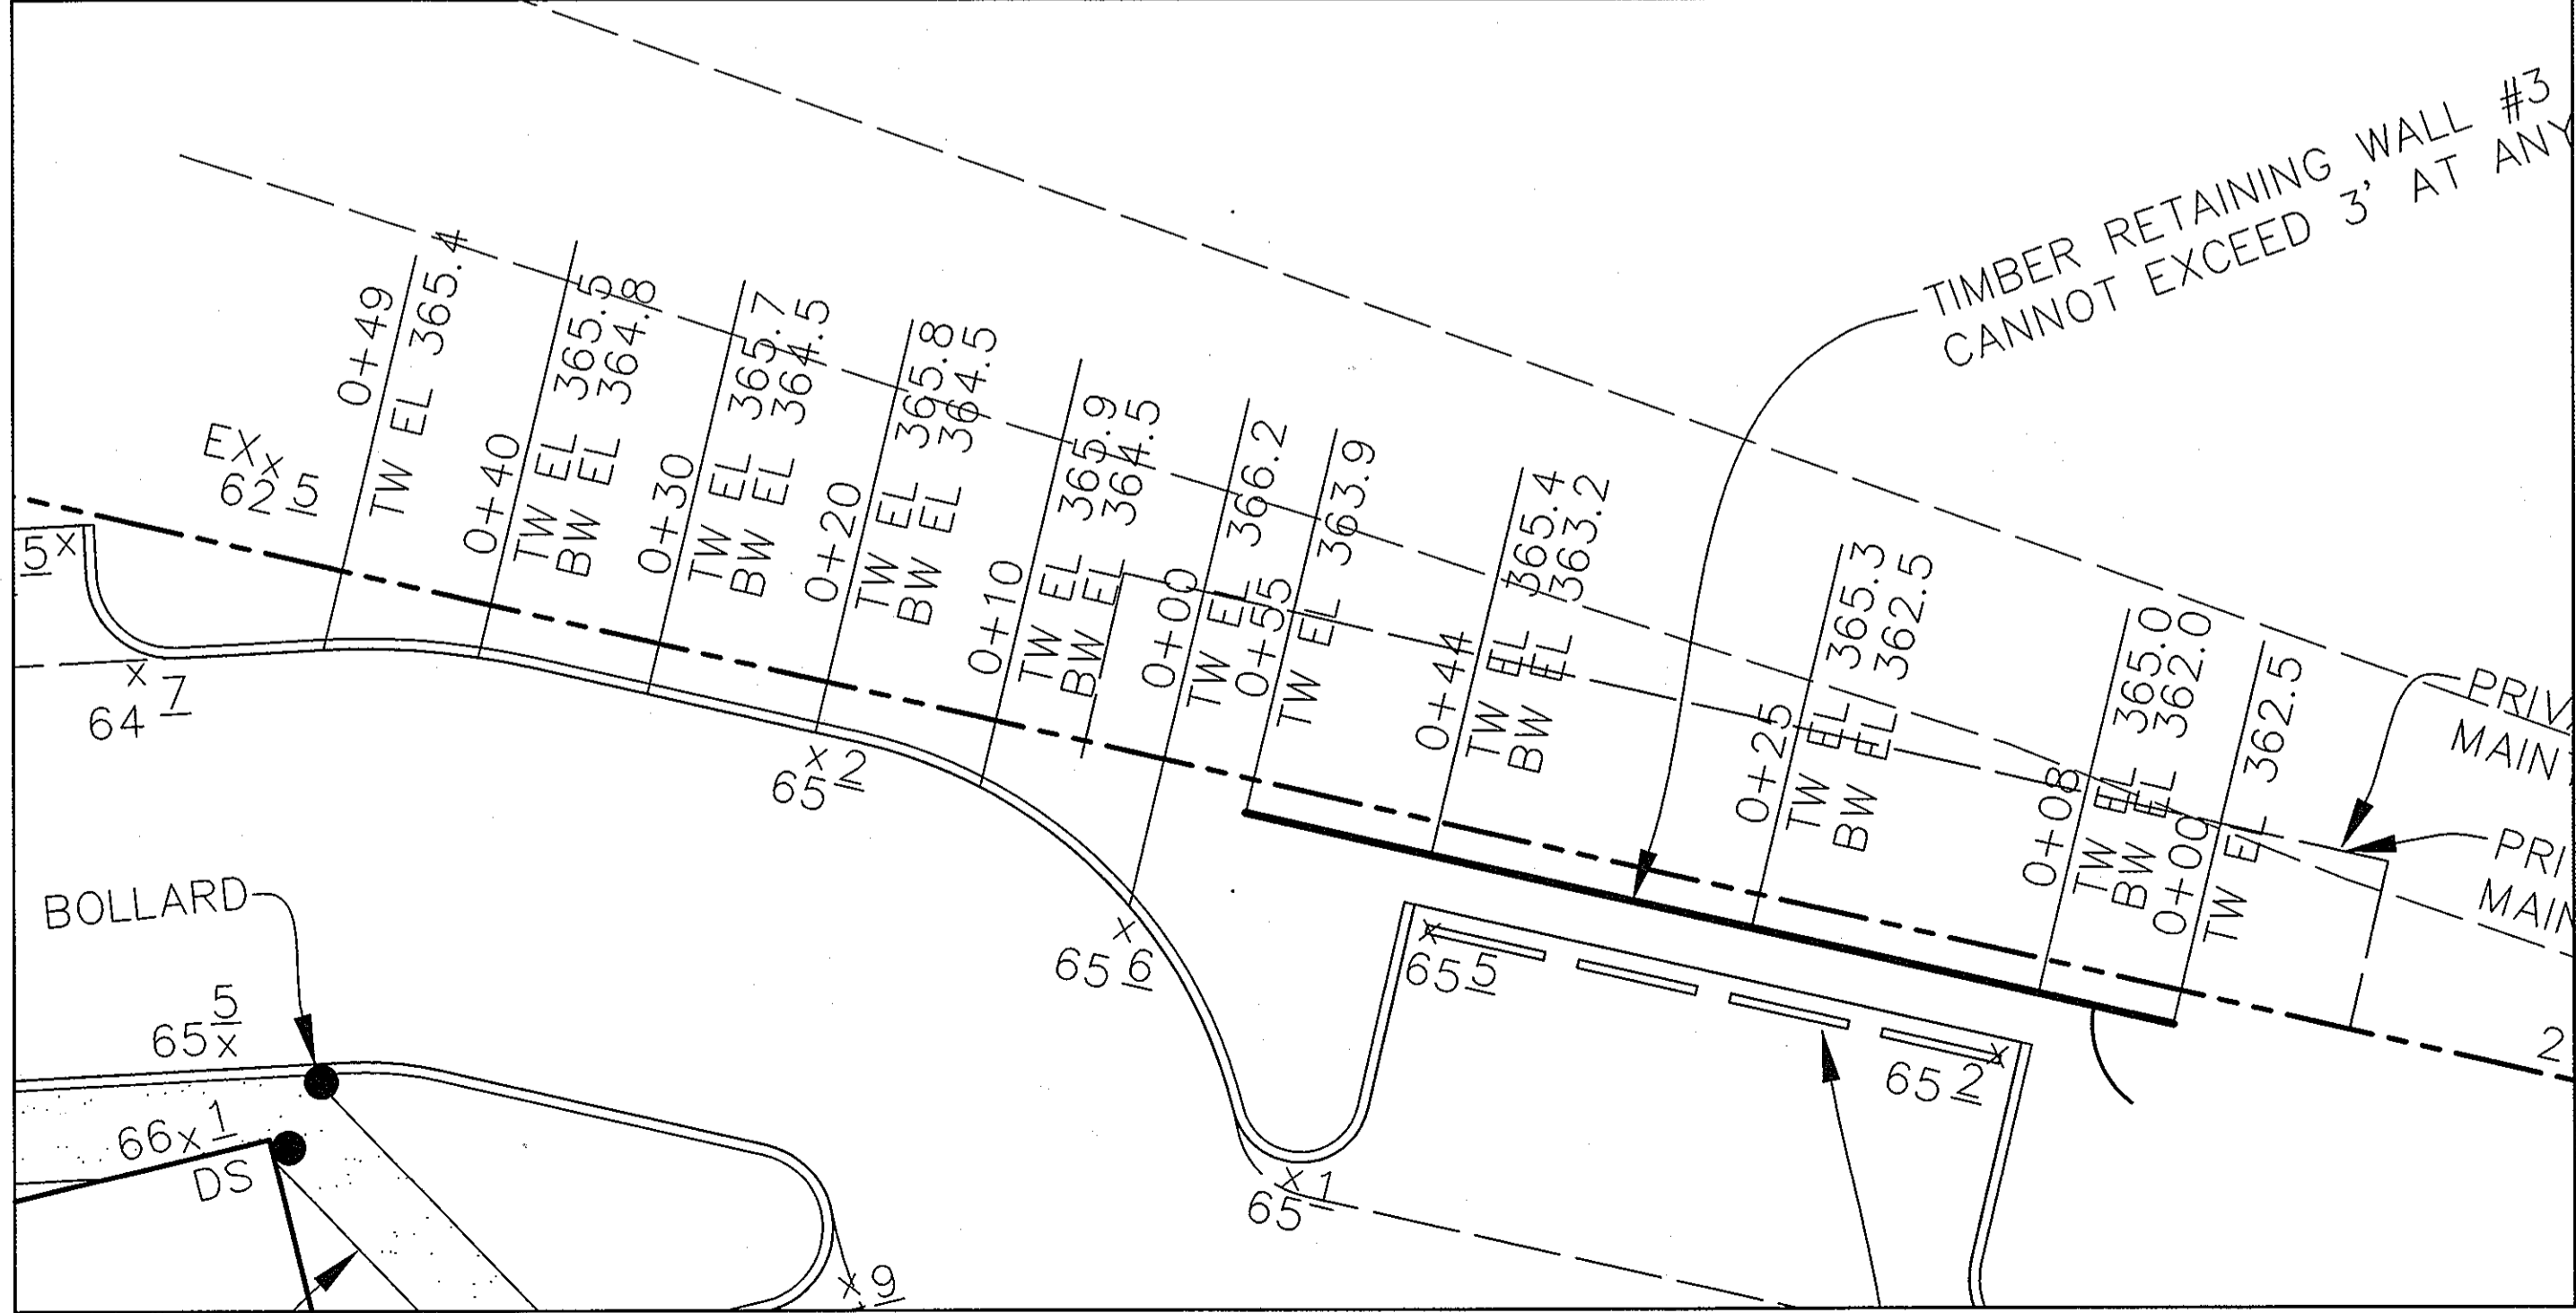 TIMBER RETAINING WALL #3
CANNOT EXCEED 3' AT ANY
0+49
TW EL 365.4
0+40
TW EL 365.5
BW EL 364.8
0+30
TW EL 365.7
BW EL 364.5
0+20
TW EL 365.8
BW EL 364.5
0+10
TW EL 365.9
BW EL 364.5
0+00
TW EL 366.2
0+55
TW EL 363.9
0+44
TW EL 365.4
BW EL 363.2
0+25
TW EL 365.3
BW EL 362.5
0+08
TW EL 365.0
BW EL 362.0
0+00
TW EL 362.5
EX x
62 5
5 x
x
64 7
x
65 2
x
65 6
x
65 5
x
65 2
x
65 1
PRIV
MAIN
PRI
MAIN
2
BOLLARD
65 5
x
66 x 1
DS
x 9